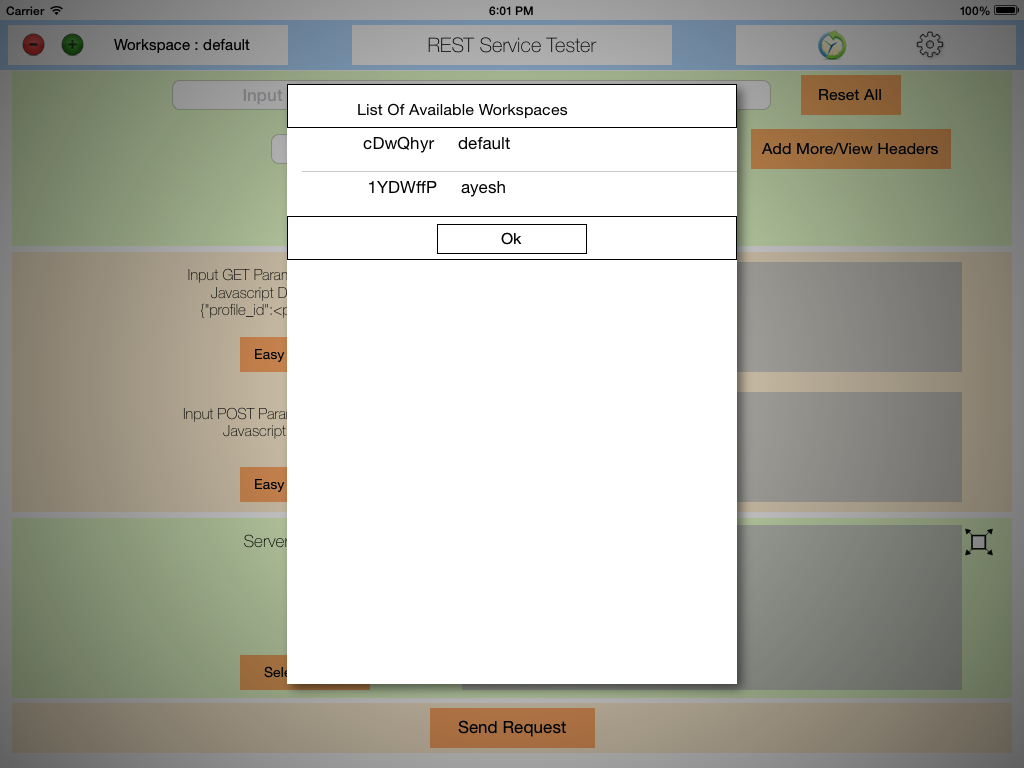 Carrier 6:01 PM 100%
Workspace : default REST Service Tester
Input
Reset All
List Of Available Workspaces
cDwQhyr default
Add More/View Headers
1YDWffP ayesh
Ok
Input GET Param
Javascript D
{"profile_id":<p
Easy
Input POST Para
Javascript
Easy
Server
Sele
Send Request